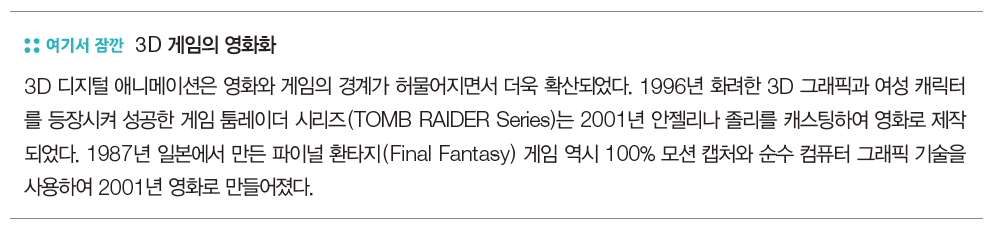 여기서 잠깐 3D 게임의 영화화
3D 디지털 애니메이션은 영화와 게임의 경계가 허물어지면서 더욱 확산되었다. 1996년 화려한 3D 그래픽과 여성 캐릭터
를 등장시켜 성공한 게임 툼레이더 시리즈(TOMB RAIDER Series)는 2001년 안젤리나 졸리를 캐스팅하여 영화로 제작
되었다. 1987년 일본에서 만든 파이널 환타지(Final Fantasy) 게임 역시 100% 모션 캡처와 순수 컴퓨터 그래픽 기술을
사용하여 2001년 영화로 만들어졌다.